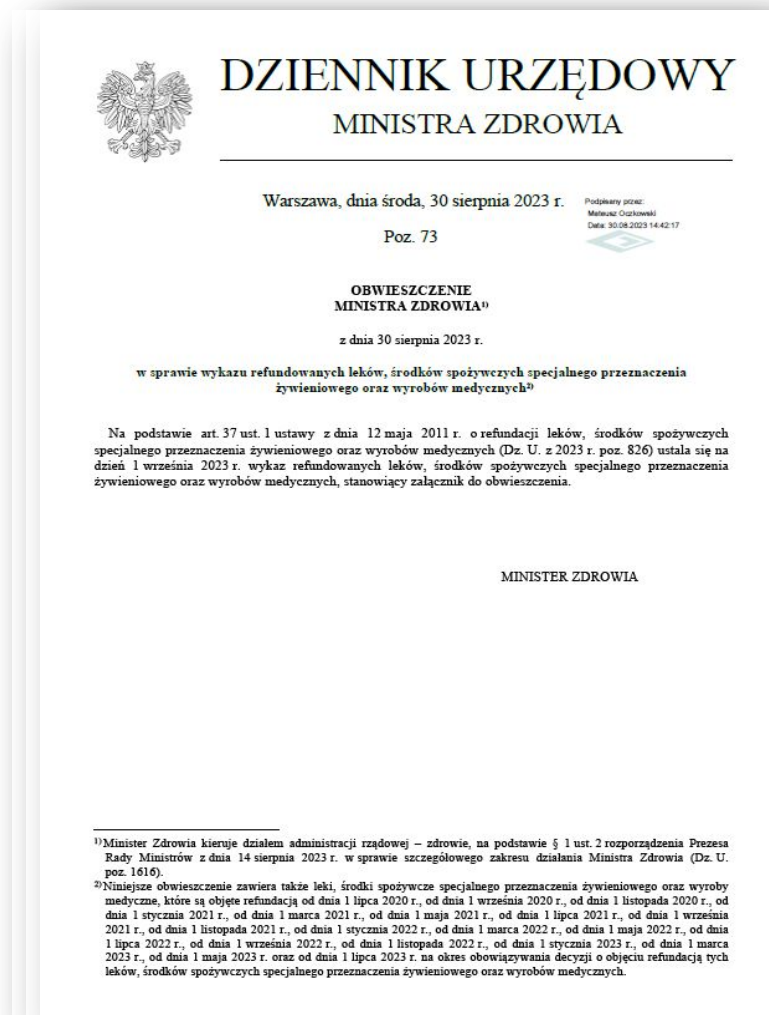 DZIENNIK URZĘDOWY
MINISTRA ZDROWIA
Warszawa, dnia środa, 30 sierpnia 2023 r.
Poz. 73
Podpisany przez:
Mateusz Oczkowski
Data: 30.08.2023 14:42:17
OBWIESZCZENIE
MINISTRA ZDROWIA¹⁾
z dnia 30 sierpnia 2023 r.
w sprawie wykazu refundowanych leków, środków spożywczych specjalnego przeznaczenia
żywieniowego oraz wyrobów medycznych²⁾
Na podstawie art. 37 ust. 1 ustawy z dnia 12 maja 2011 r. o refundacji leków, środków spożywczych
specjalnego przeznaczenia żywieniowego oraz wyrobów medycznych (Dz. U. z 2023 r. poz. 826) ustala się na
dzień 1 września 2023 r. wykaz refundowanych leków, środków spożywczych specjalnego przeznaczenia
żywieniowego oraz wyrobów medycznych, stanowiący załącznik do obwieszczenia.
MINISTER ZDROWIA
¹⁾Minister Zdrowia kieruje działem administracji rządowej – zdrowie, na podstawie § 1 ust. 2 rozporządzenia Prezesa
Rady Ministrów z dnia 14 sierpnia 2023 r. w sprawie szczegółowego zakresu działania Ministra Zdrowia (Dz. U.
poz. 1616).
²⁾Niniejsze obwieszczenie zawiera także leki, środki spożywcze specjalnego przeznaczenia żywieniowego oraz wyroby
medyczne, które są objęte refundacją od dnia 1 lipca 2020 r., od dnia 1 września 2020 r., od dnia 1 listopada 2020 r., od
dnia 1 stycznia 2021 r., od dnia 1 marca 2021 r., od dnia 1 maja 2021 r., od dnia 1 lipca 2021 r., od dnia 1 września
2021 r., od dnia 1 listopada 2021 r., od dnia 1 stycznia 2022 r., od dnia 1 marca 2022 r., od dnia 1 maja 2022 r., od dnia
1 lipca 2022 r., od dnia 1 września 2022 r., od dnia 1 listopada 2022 r., od dnia 1 stycznia 2023 r., od dnia 1 marca
2023 r., od dnia 1 maja 2023 r. oraz od dnia 1 lipca 2023 r. na okres obowiązywania decyzji o objęciu refundacją tych
leków, środków spożywczych specjalnego przeznaczenia żywieniowego oraz wyrobów medycznych.